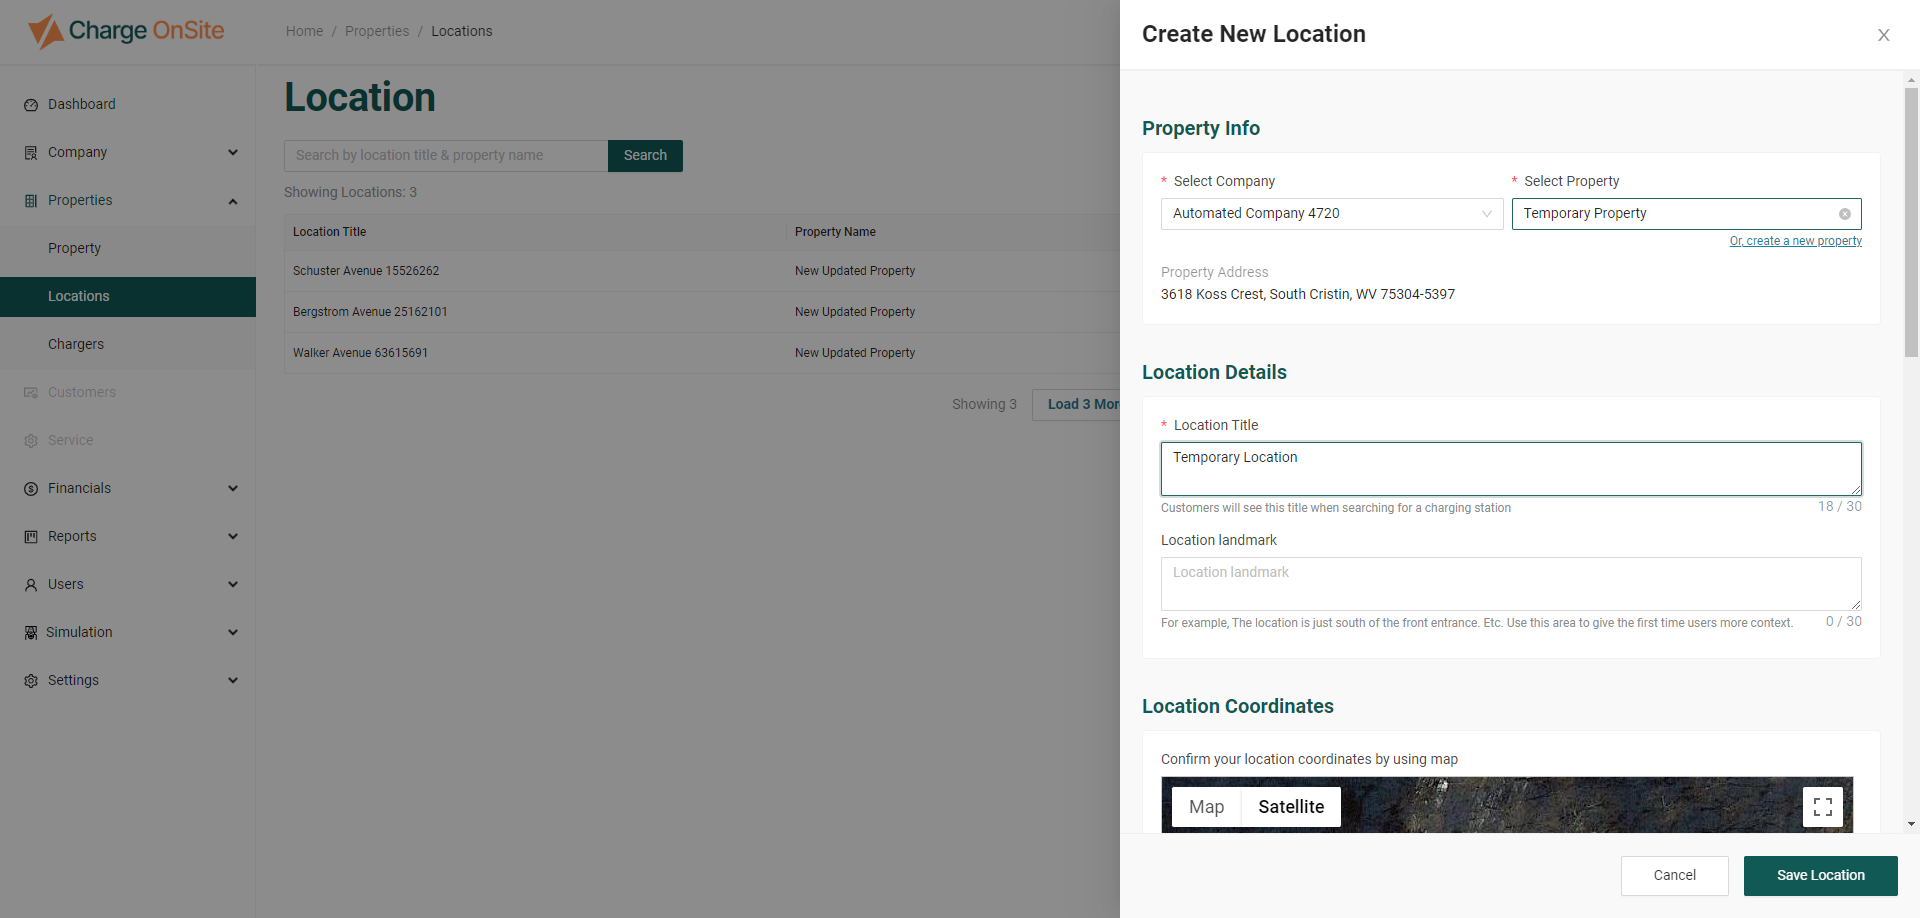 Charge OnSite
Home / Properties / Locations
Dashboard
Company
Properties
Property
Locations
Chargers
Customers
Service
Financials
Reports
Users
Simulation
Settings
Location
Search by location title & property name
Search
Showing Locations: 3
Location Title Property Name
Schuster Avenue 15526262 New Updated Property
Bergstrom Avenue 25162101 New Updated Property
Walker Avenue 63615691 New Updated Property
Showing 3 Load 3 Mor
Create New Location
Property Info
* Select Company
Automated Company 4720
* Select Property
Temporary Property
Or, create a new property
Property Address
3618 Koss Crest, South Cristin, WV 75304-5397
Location Details
* Location Title
Temporary Location
Customers will see this title when searching for a charging station 18 / 30
Location landmark
Location landmark
For example, The location is just south of the front entrance. Etc. Use this area to give the first time users more context. 0 / 30
Location Coordinates
Confirm your location coordinates by using map
Map Satellite
Cancel Save Location